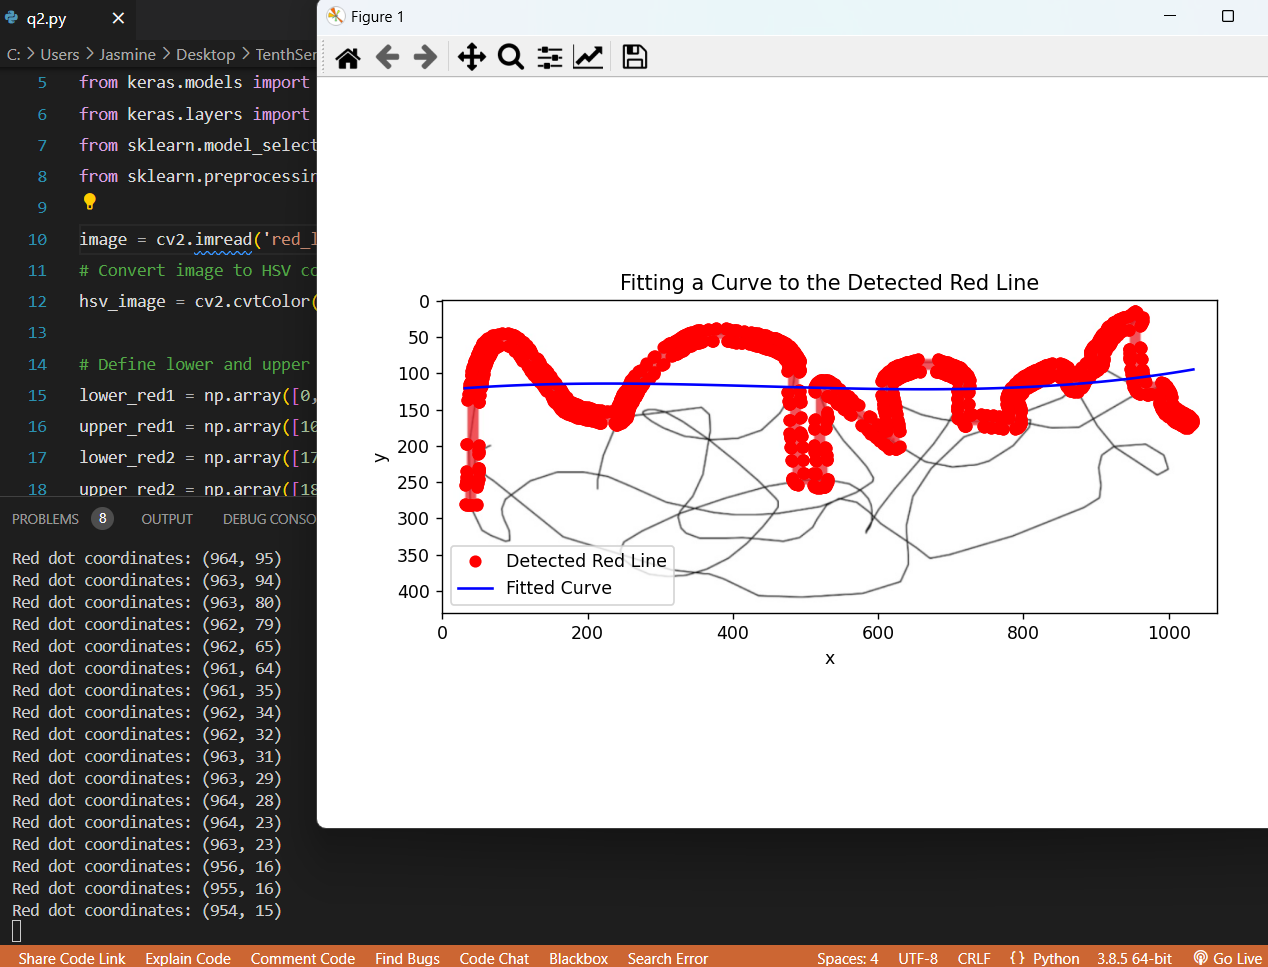 q2.py
Figure 1
C: > Users > Jasmine > Desktop > TenthSer
5 from keras.models import
6 from keras.layers import
7 from sklearn.model_select
8 from sklearn.preprocessin
9
10 image = cv2.imread('red_l
11 # Convert image to HSV co
12 hsv_image = cv2.cvtColor(
13
14 # Define lower and upper
15 lower_red1 = np.array([0,
16 upper_red1 = np.array([10
17 lower_red2 = np.array([17
18 upper_red2 = np.array([18
PROBLEMS 8 OUTPUT DEBUG CONSO
Red dot coordinates: (964, 95)
Red dot coordinates: (963, 94)
Red dot coordinates: (963, 80)
Red dot coordinates: (962, 79)
Red dot coordinates: (962, 65)
Red dot coordinates: (961, 64)
Red dot coordinates: (961, 35)
Red dot coordinates: (962, 34)
Red dot coordinates: (962, 32)
Red dot coordinates: (963, 31)
Red dot coordinates: (963, 29)
Red dot coordinates: (964, 28)
Red dot coordinates: (964, 23)
Red dot coordinates: (963, 23)
Red dot coordinates: (956, 16)
Red dot coordinates: (955, 16)
Red dot coordinates: (954, 15)
Fitting a Curve to the Detected Red Line
0
50
100
150
200
250
300
350
400
y
Detected Red Line
Fitted Curve
0 200 400 600 800 1000
x
Share Code Link Explain Code Comment Code Find Bugs Code Chat Blackbox Search Error Spaces: 4 UTF-8 CRLF {} Python 3.8.5 64-bit Go Live